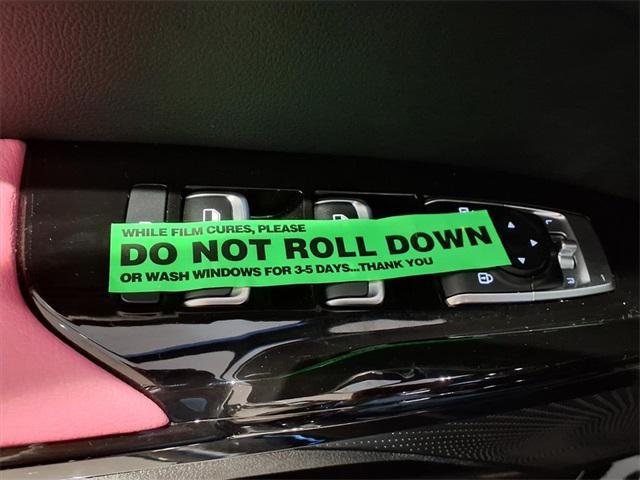 WHILE FILM CURES, PLEASE
DO NOT ROLL DOWN
OR WASH WINDOWS FOR 3-5 DAYS...THANK YOU